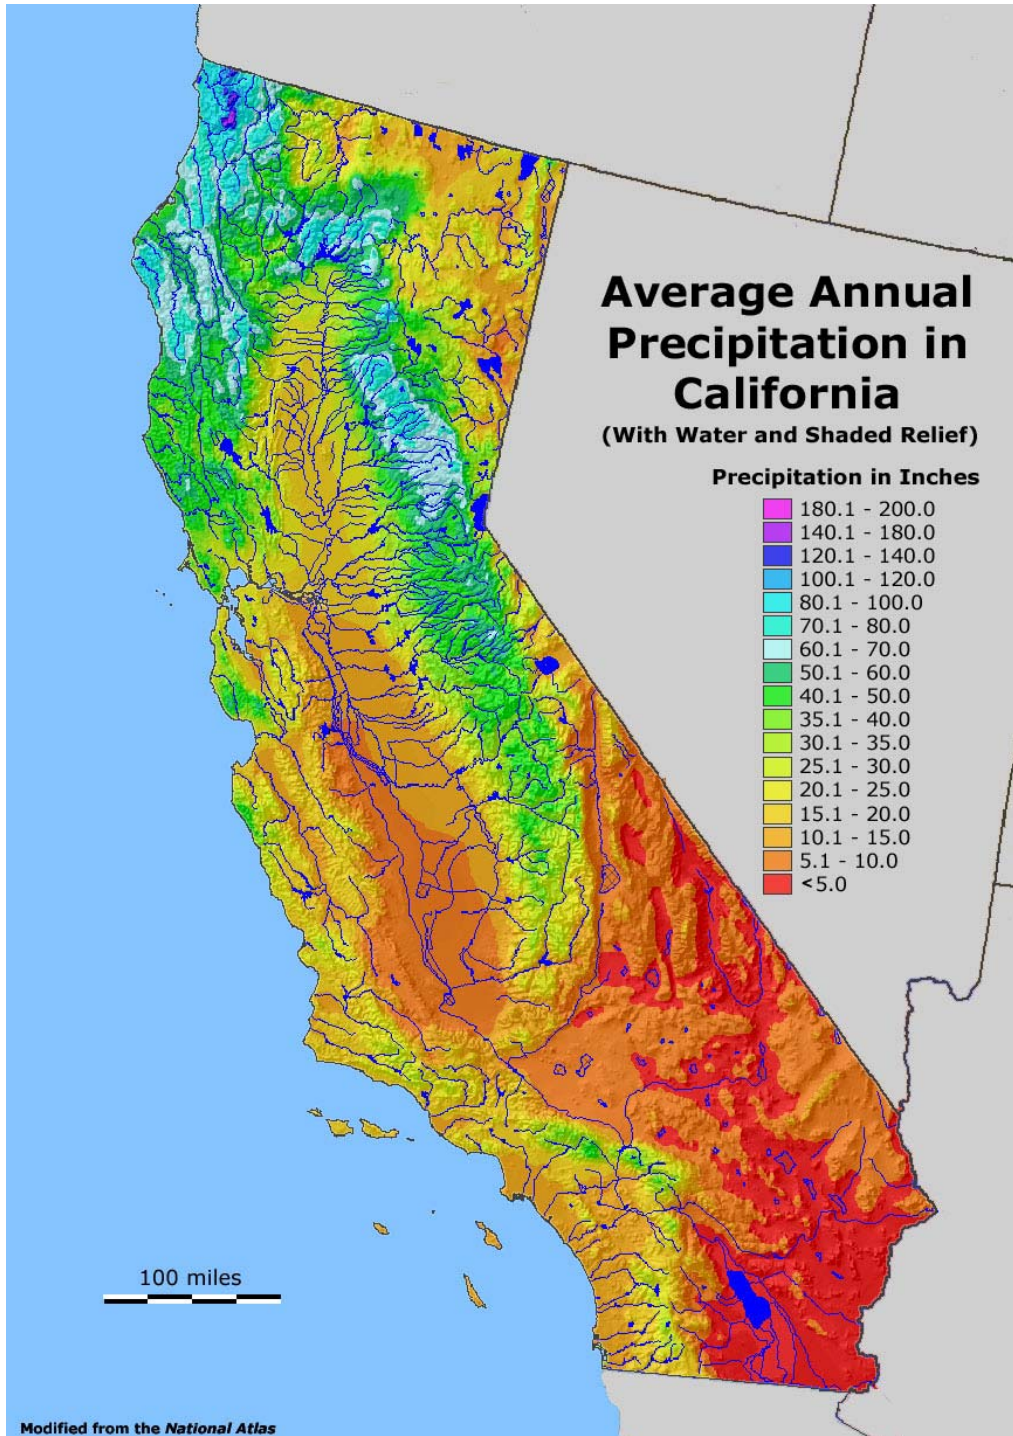 Average Annual
Precipitation in
California
(With Water and Shaded Relief)
Precipitation in Inches
180.1 - 200.0
140.1 - 180.0
120.1 - 140.0
100.1 - 120.0
80.1 - 100.0
70.1 - 80.0
60.1 - 70.0
50.1 - 60.0
40.1 - 50.0
35.1 - 40.0
30.1 - 35.0
25.1 - 30.0
20.1 - 25.0
15.1 - 20.0
10.1 - 15.0
5.1 - 10.0
<5.0
100 miles
Modified from the National Atlas